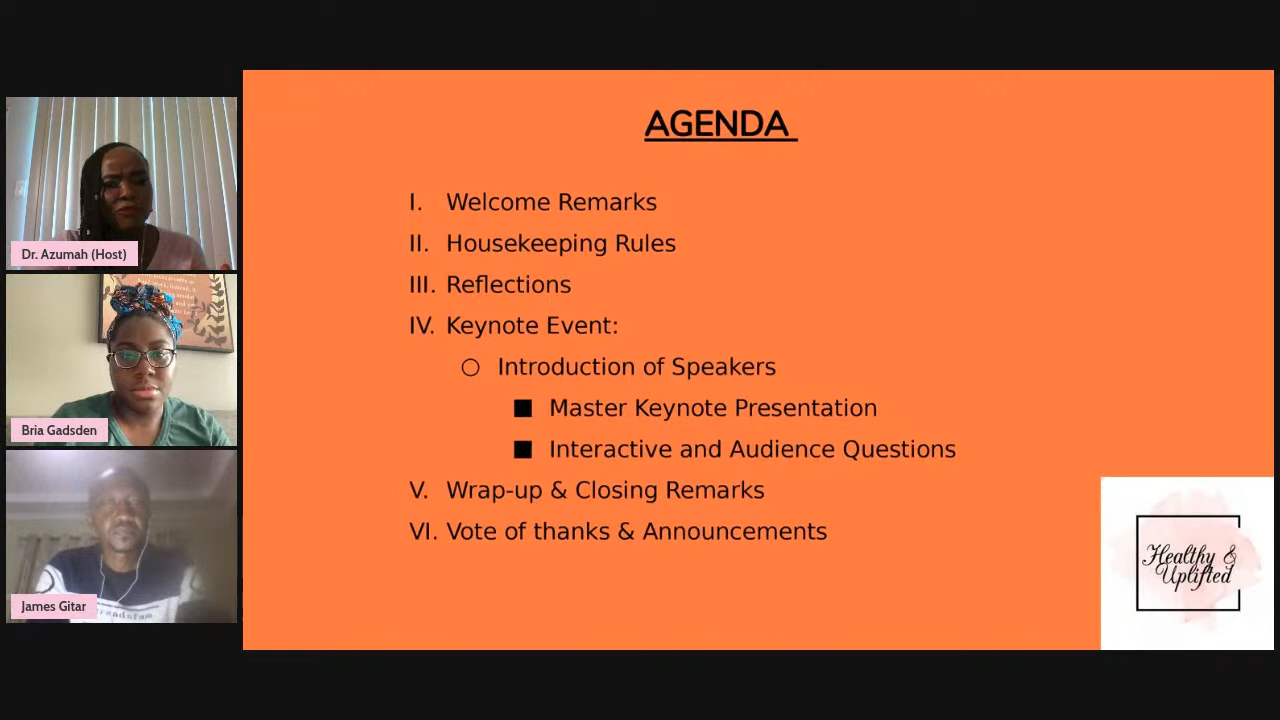 AGENDA
I. Welcome Remarks
II. Housekeeping Rules
III. Reflections
IV. Keynote Event:
○ Introduction of Speakers
■ Master Keynote Presentation
■ Interactive and Audience Questions
V. Wrap-up & Closing Remarks
VI. Vote of thanks & Announcements
Healthy &
Uplifted
Dr. Azumah (Host)
Bria Gadsden
James Gitar